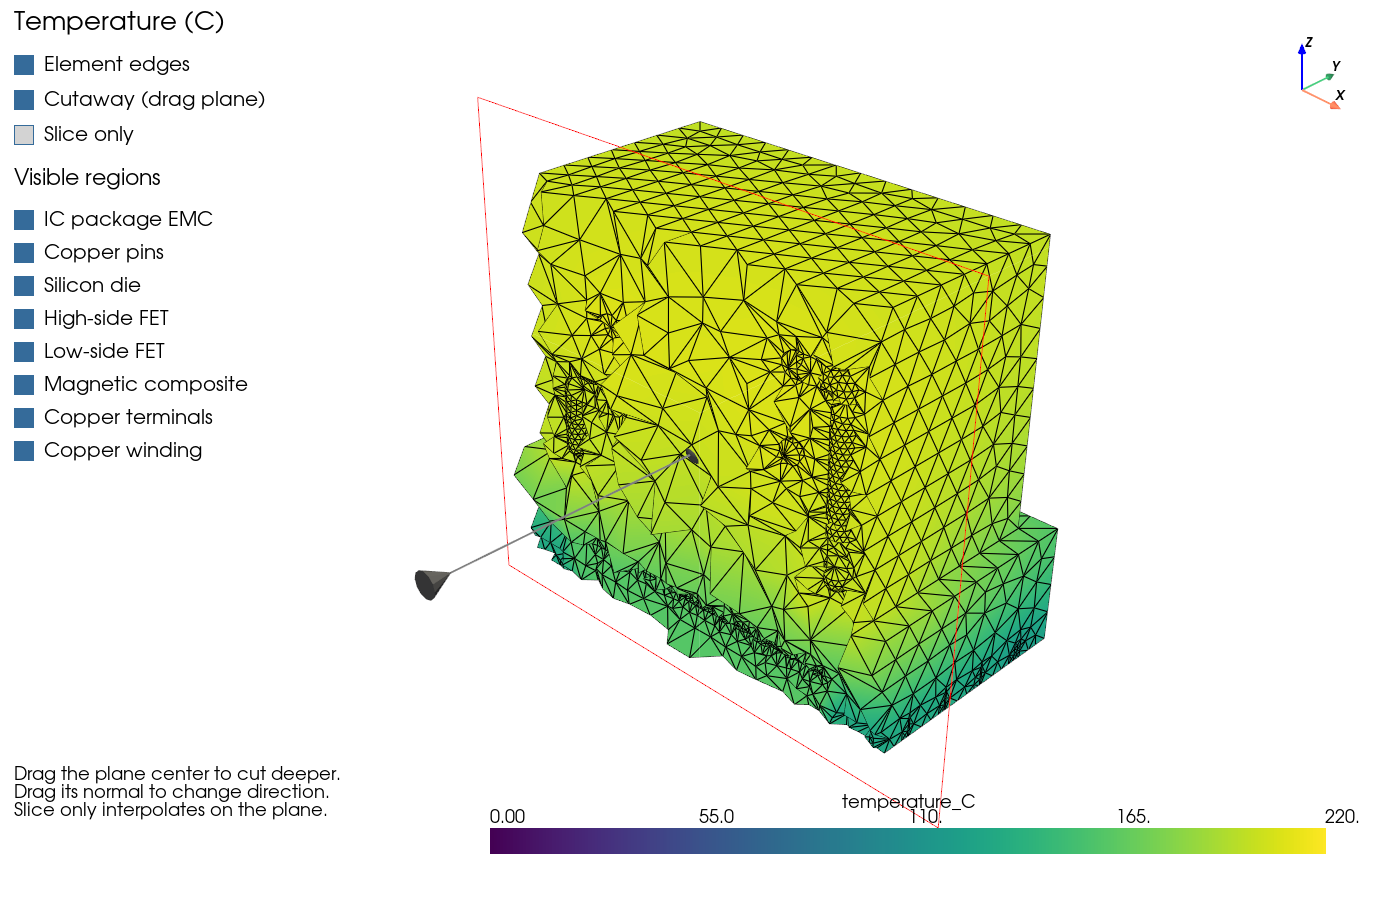 Temperature (C)
Element edges
Cutaway (drag plane)
Slice only
Visible regions
IC package EMC
Copper pins
Silicon die
High-side FET
Low-side FET
Magnetic composite
Copper terminals
Copper winding
Z
Y
X
Drag the plane center to cut deeper.
Drag its normal to change direction.
Slice only interpolates on the plane.
temperature_C
0.00 55.0 110. 165. 220.